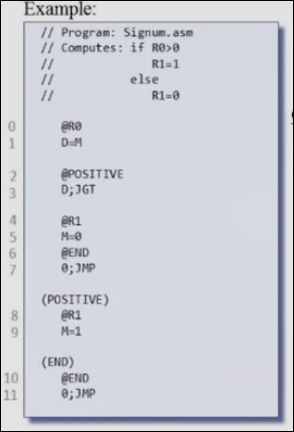 Example:
// Program: Signum.asm
// Computes: if R0>0
//              R1=1
//           else
//              R1=0
0 @R0
1 D=M
2 @POSITIVE
3 D;JGT
4 @R1
5 M=0
6 @END
7 0;JMP
(POSITIVE)
8 @R1
9 M=1
(END)
10 @END
11 0;JMP